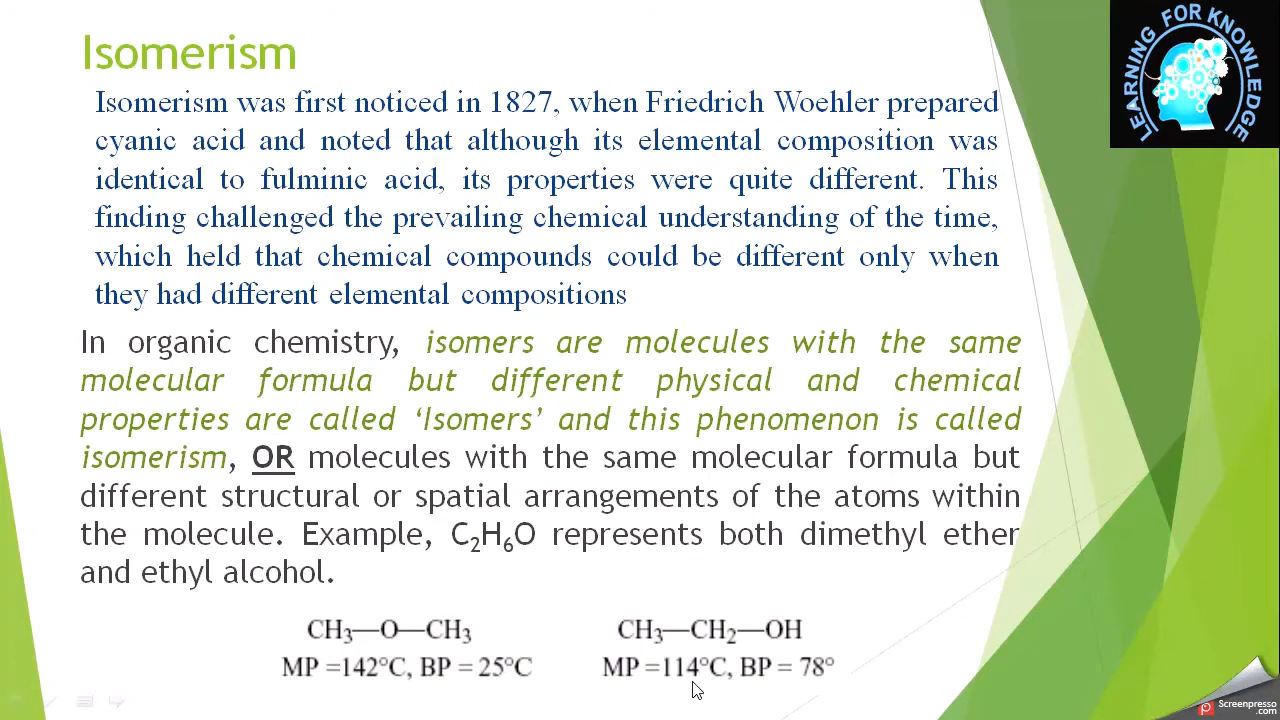 Isomerism
LEARNING FOR KNOWLEDGE
Isomerism was first noticed in 1827, when Friedrich Woehler prepared
cyanic acid and noted that although its elemental composition was
identical to fulminic acid, its properties were quite different. This
finding challenged the prevailing chemical understanding of the time,
which held that chemical compounds could be different only when
they had different elemental compositions
In organic chemistry, isomers are molecules with the same
molecular formula but different physical and chemical
properties are called ‘Isomers’ and this phenomenon is called
isomerism, OR molecules with the same molecular formula but
different structural or spatial arrangements of the atoms within
the molecule. Example, C₂H₆O represents both dimethyl ether
and ethyl alcohol.
CH₃—O—CH₃ CH₃—CH₂—OH
MP =142°C, BP = 25°C MP =114°C, BP = 78°
Screenpresso
.com